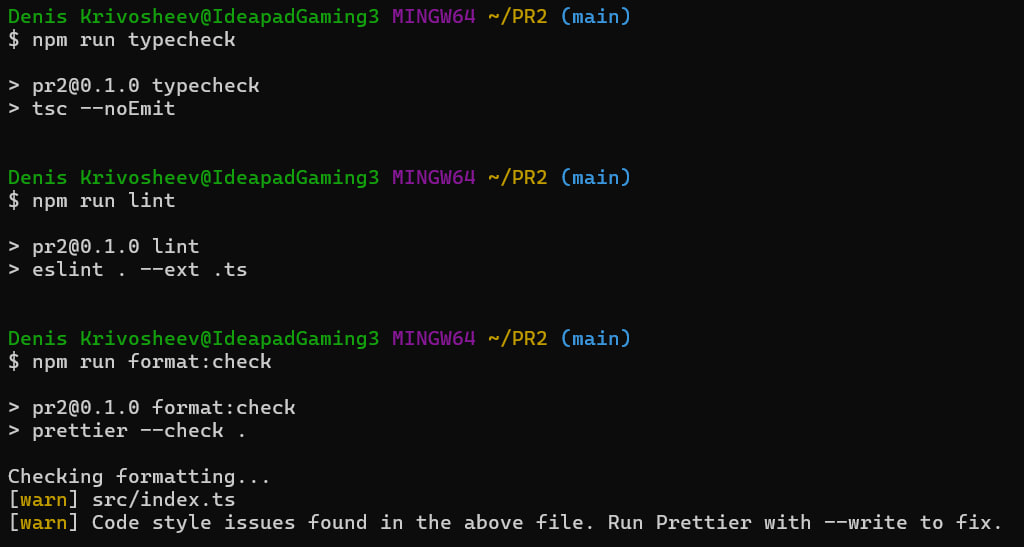 Denis Krivosheev@IdeapadGaming3 MINGW64 ~/PR2 (main)
$ npm run typecheck
> pr2@0.1.0 typecheck
> tsc --noEmit
Denis Krivosheev@IdeapadGaming3 MINGW64 ~/PR2 (main)
$ npm run lint
> pr2@0.1.0 lint
> eslint . --ext .ts
Denis Krivosheev@IdeapadGaming3 MINGW64 ~/PR2 (main)
$ npm run format:check
> pr2@0.1.0 format:check
> prettier --check .
Checking formatting...
[warn] src/index.ts
[warn] Code style issues found in the above file. Run Prettier with --write to fix.